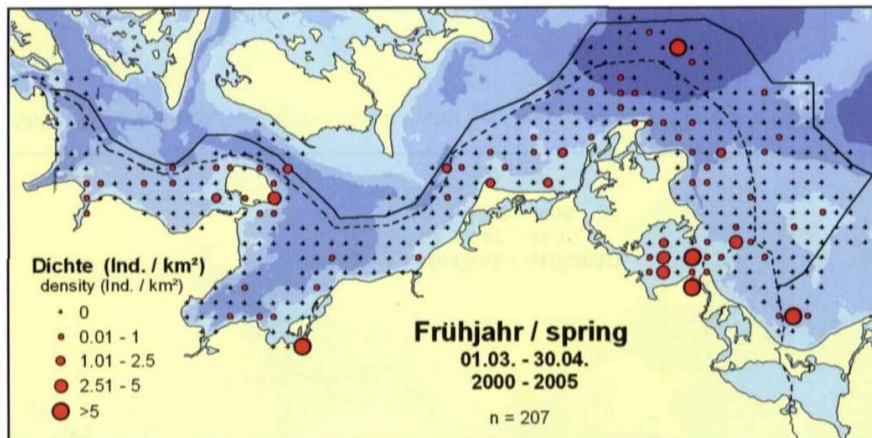 Dichte (Ind. / km²)
density (Ind. / km²)
0
0.01 - 1
1.01 - 2.5
2.51 - 5
>5
Frühjahr / spring
01.03. - 30.04.
2000 - 2005
n = 207